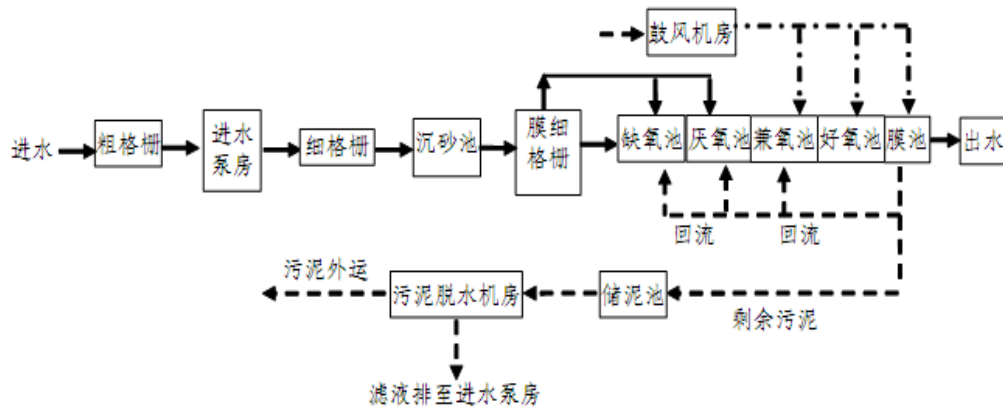 鼓风机房
进水
粗格栅
进水
泵房
细格栅
沉砂池
膜细
格栅
缺氧池
厌氧池
兼氧池
好氧池
膜池
出水
回流
回流
污泥外运
污泥脱水机房
储泥池
剩余污泥
滤液排至进水泵房